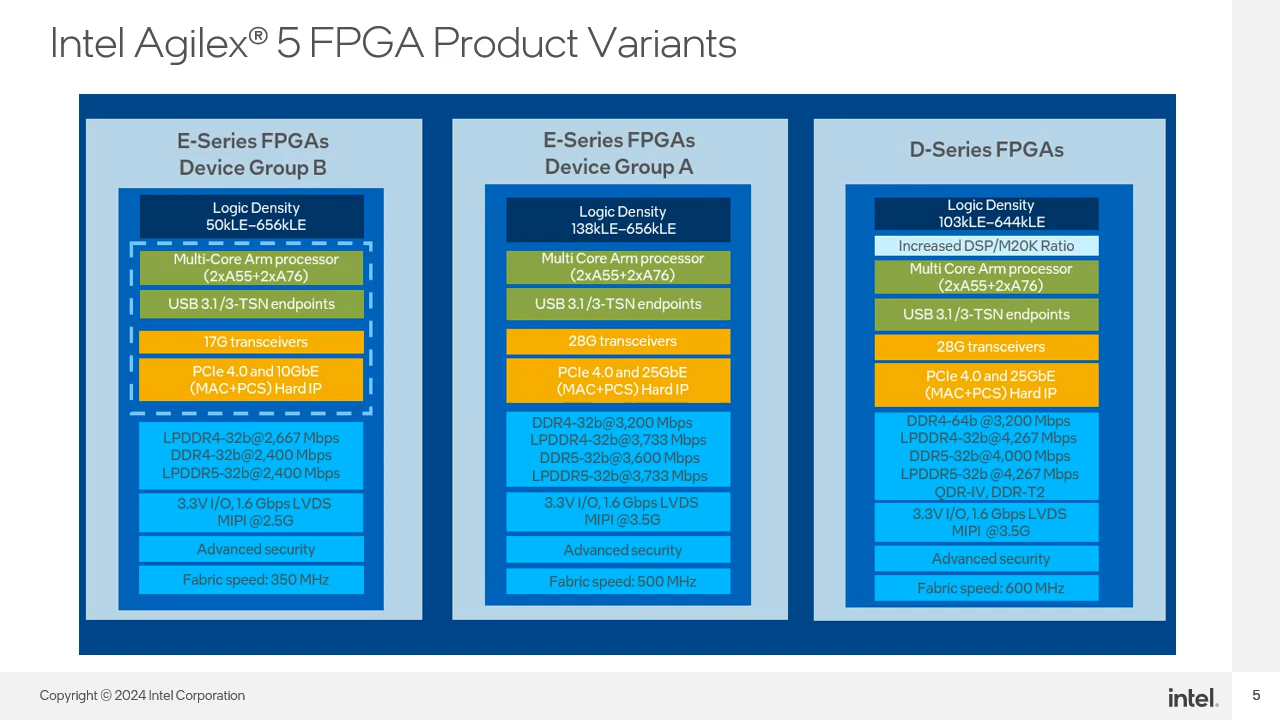 Intel Agilex® 5 FPGA Product Variants
E-Series FPGAs
Device Group B
Logic Density
50kLE–656kLE
Multi-Core Arm processor
(2xA55+2xA76)
USB 3.1 /3-TSN endpoints
17G transceivers
PCIe 4.0 and 10GbE
(MAC+PCS) Hard IP
LPDDR4-32b@2,667 Mbps
DDR4-32b@2,400 Mbps
LPDDR5-32b@2,400 Mbps
3.3V I/O, 1.6 Gbps LVDS
MIPI @2.5G
Advanced security
Fabric speed: 350 MHz
E-Series FPGAs
Device Group A
Logic Density
138kLE–656kLE
Multi Core Arm processor
(2xA55+2xA76)
USB 3.1 /3-TSN endpoints
28G transceivers
PCIe 4.0 and 25GbE
(MAC+PCS) Hard IP
DDR4-32b@3,200 Mbps
LPDDR4-32b@3,733 Mbps
DDR5-32b@3,600 Mbps
LPDDR5-32b@3,733 Mbps
3.3V I/O, 1.6 Gbps LVDS
MIPI @3.5G
Advanced security
Fabric speed: 500 MHz
D-Series FPGAs
Logic Density
103kLE–644kLE
Increased DSP/M20K Ratio
Multi Core Arm processor
(2xA55+2xA76)
USB 3.1 /3-TSN endpoints
28G transceivers
PCIe 4.0 and 25GbE
(MAC+PCS) Hard IP
DDR4-64b @3,200 Mbps
LPDDR4-32b@4,267 Mbps
DDR5-32b@4,000 Mbps
LPDDR5-32b @4,267 Mbps
QDR-IV, DDR-T2
3.3V I/O, 1.6 Gbps LVDS
MIPI @3.5G
Advanced security
Fabric speed: 600 MHz
Copyright © 2024 Intel Corporation
intel.
5